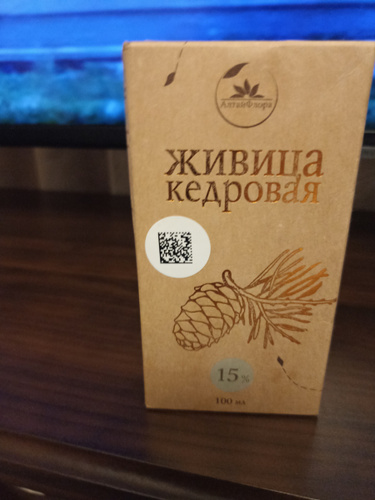 АлтайФлора
ЖИВИЦА
кедровая
15 %
100 мл